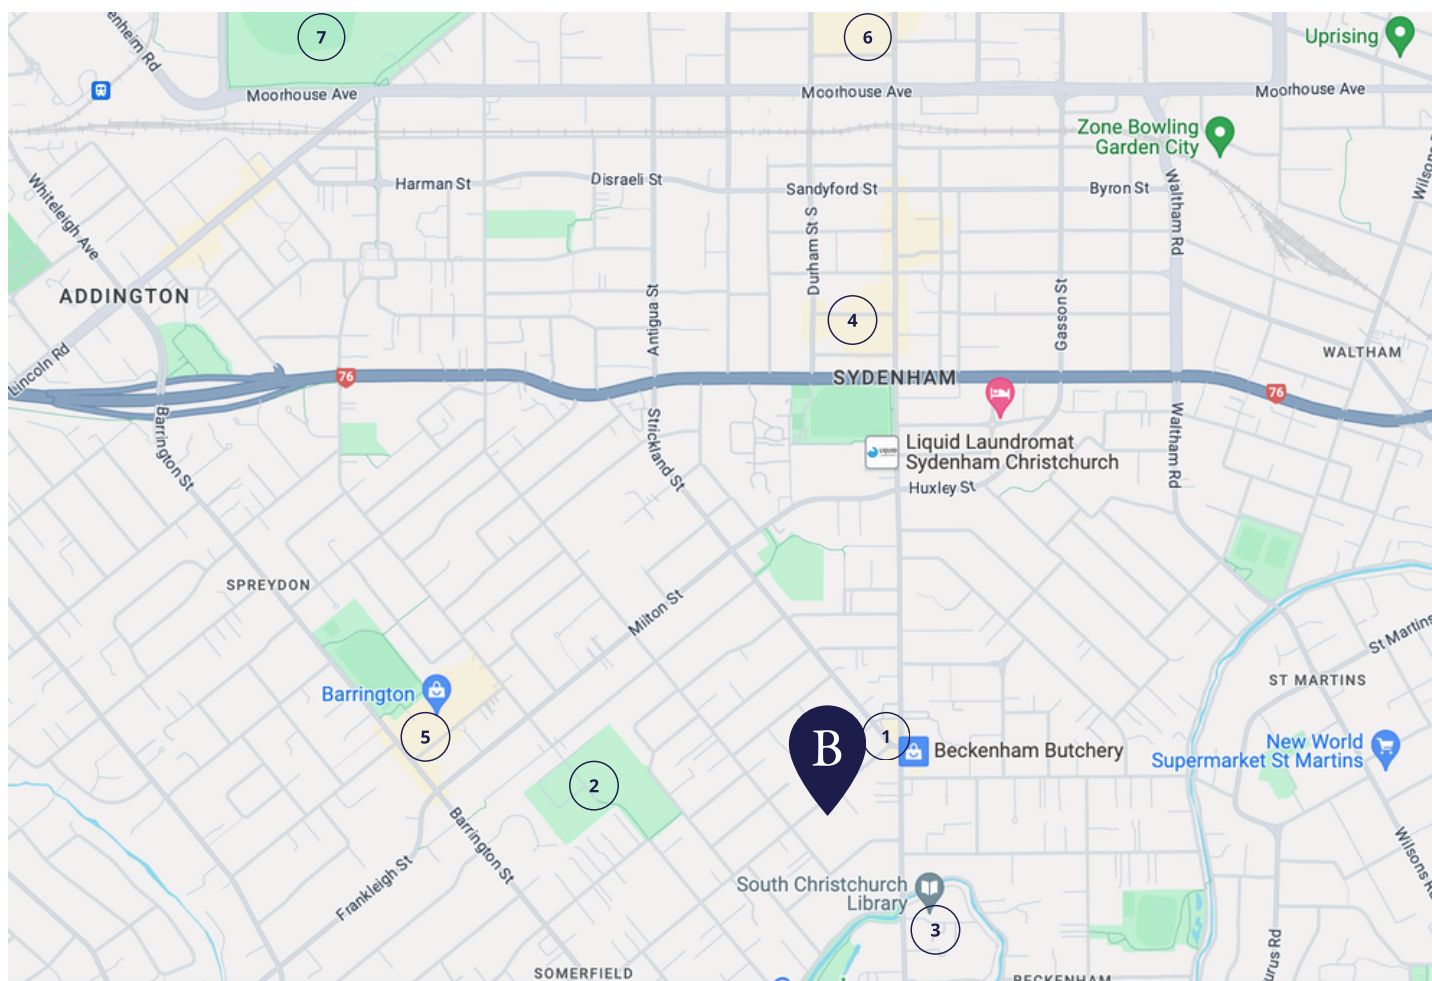 7
6
Uprising
Moorhouse Ave
Moorhouse Ave
Moorhouse Ave
Zone Bowling
Garden City
Harman St
Disraeli St
Sandyford St
Byron St
Whiteleigh Ave
Waltham Rd
Durham St S
ADDINGTON
Antigua St
Gasson St
4
WALTHAM
Lincoln Rd
76
SYDENHAM
76
Barrington St
Strickland St
Waltham Rd
LIQUID
Liquid Laundromat
Sydenham Christchurch
Huxley St
SPREYDON
Milton St
St Martins
ST MARTINS
Barrington
5
B
1
Beckenham Butchery
New World
Supermarket St Martins
2
Barrington St
Frankleigh St
Wilsons
South Christchurch
Library
3
SOMERFIELD
BECKENHAM